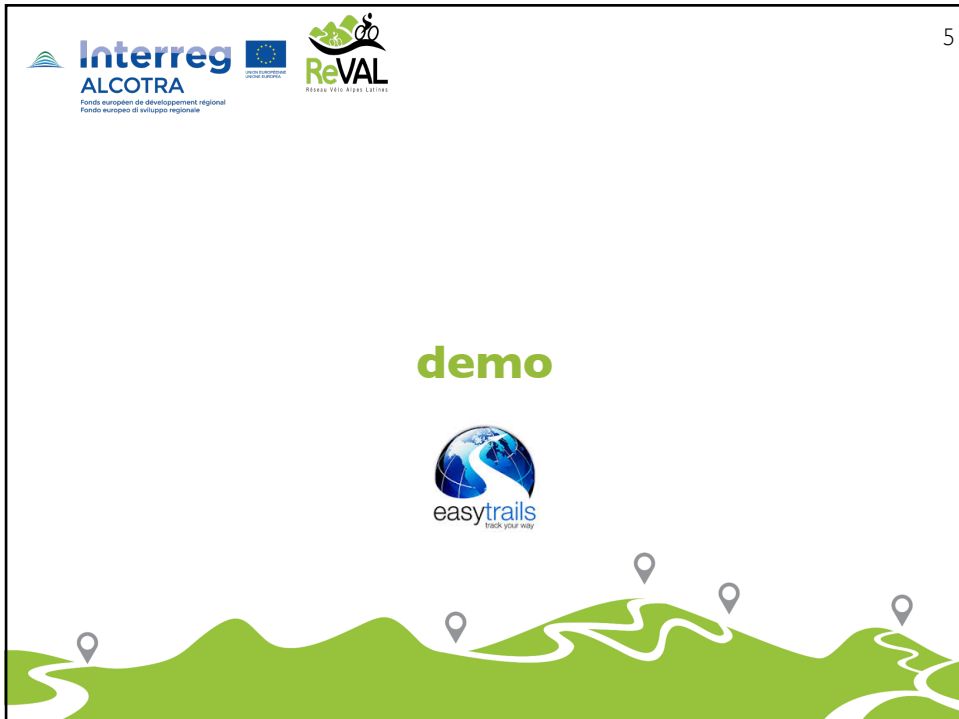 5
Interreg
ALCOTRA
UNION EUROPÉENNE
UNIONE EUROPEA
Fonds européen de développement régional
Fondo europeo di sviluppo regionale
ReVAL
Réseau Vélo Alpes Latines
demo
easytrails
track your way